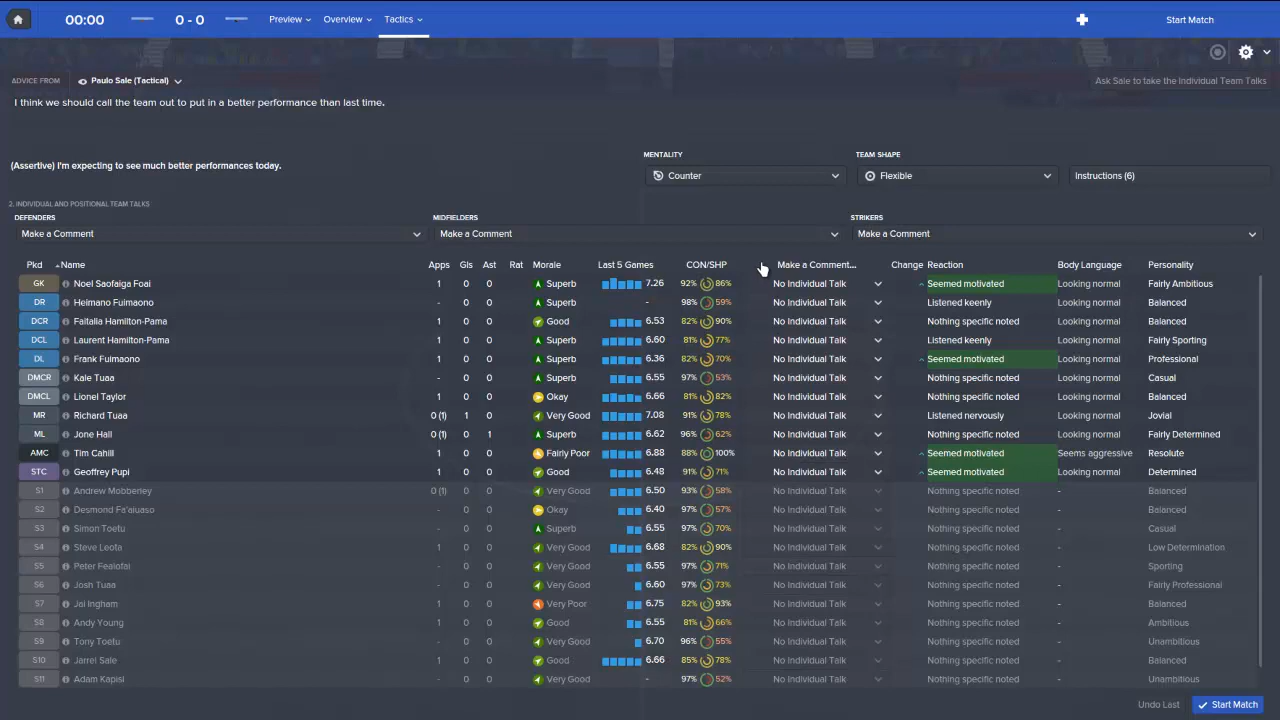 00:00 0 - 0 Preview Overview Tactics Start Match
ADVICE FROM Paulo Sale (Tactical) Ask Sale to take the Individual Team Talks
I think we should call the team out to put in a better performance than last time.
MENTALITY TEAM SHAPE
(Assertive) I'm expecting to see much better performances today.
Counter Flexible Instructions (6)
2. INDIVIDUAL AND POSITIONAL TEAM TALKS
DEFENDERS MIDFIELDERS STRIKERS
Make a Comment Make a Comment Make a Comment
Pkd Name Apps Gls Ast Rat Morale Last 5 Games CON/SHP Make a Comment... Change Reaction Body Language Personality
GK Noel Saofaiga Foai 1 0 0 Superb 7.26 92% 86% No Individual Talk Seemed motivated Looking normal Fairly Ambitious
DR Heimano Fuimaono - 0 0 Superb - 98% 59% No Individual Talk Listened keenly Looking normal Balanced
DCR Faitalia Hamilton-Pama 1 0 0 Good 6.53 82% 90% No Individual Talk Nothing specific noted Looking normal Balanced
DCL Laurent Hamilton-Pama 1 0 0 Superb 6.60 81% 77% No Individual Talk Listened keenly Looking normal Fairly Sporting
DL Frank Fuimaono 1 0 0 Superb 6.36 82% 70% No Individual Talk Seemed motivated Looking normal Professional
DMCR Kale Tuaa - 0 0 Superb 6.55 97% 53% No Individual Talk Nothing specific noted Looking normal Casual
DMCL Lionel Taylor 1 0 0 Okay 6.66 81% 82% No Individual Talk Nothing specific noted Looking normal Balanced
MR Richard Tuaa 0 (1) 1 0 Very Good 7.08 91% 78% No Individual Talk Listened nervously Looking normal Jovial
ML Jone Hall 0 (1) 0 1 Superb 6.62 96% 62% No Individual Talk Nothing specific noted Looking normal Fairly Determined
AMC Tim Cahill 1 0 0 Fairly Poor 6.88 88% 100% No Individual Talk Seemed motivated Seems aggressive Resolute
STC Geoffrey Pupi 1 0 0 Good 6.48 91% 71% No Individual Talk Seemed motivated Looking normal Determined
S1 Andrew Mobberley 0 (1) 0 0 Very Good 6.50 93% 58% No Individual Talk Nothing specific noted - Balanced
S2 Desmond Fa'aiuaso - 0 0 Okay 6.40 97% 57% No Individual Talk Nothing specific noted - Balanced
S3 Simon Toetu - 0 0 Superb 6.55 97% 70% No Individual Talk Nothing specific noted - Casual
S4 Steve Leota 1 0 0 Very Good 6.68 82% 90% No Individual Talk Nothing specific noted - Low Determination
S5 Peter Fealofai - 0 0 Very Good 6.55 97% 71% No Individual Talk Nothing specific noted - Sporting
S6 Josh Tuaa - 0 0 Very Good 6.60 97% 73% No Individual Talk Nothing specific noted - Fairly Professional
S7 Jai Ingham 1 0 0 Very Poor 6.75 82% 93% No Individual Talk Nothing specific noted - Balanced
S8 Andy Young 1 0 0 Good 6.55 81% 66% No Individual Talk Nothing specific noted - Ambitious
S9 Tony Toetu - 0 0 Very Good 6.70 96% 55% No Individual Talk Nothing specific noted - Unambitious
S10 Jarrel Sale 1 0 0 Good 6.66 85% 78% No Individual Talk Nothing specific noted - Balanced
S11 Adam Kapisi - 0 0 Very Good - 97% 52% No Individual Talk Nothing specific noted - Unambitious
Undo Last Start Match